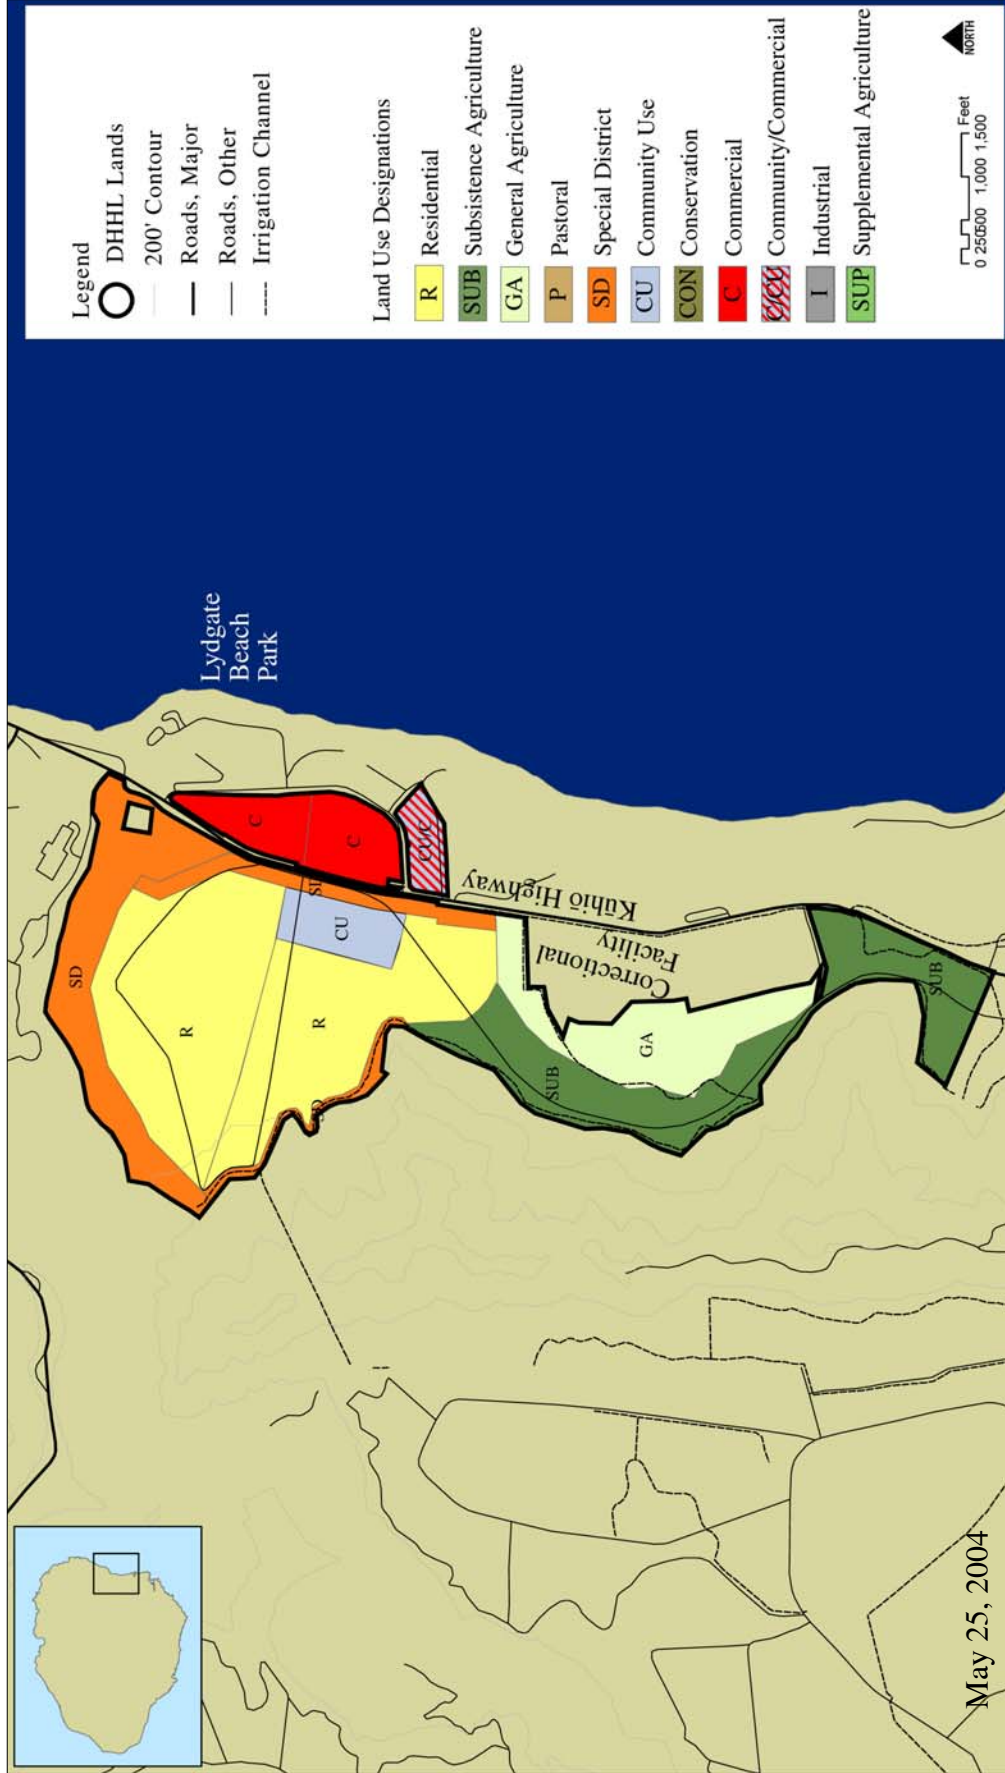 Legend
DHHL Lands
200' Contour
Roads, Major
Roads, Other
Irrigation Channel
Land Use Designations
R Residential
SUB Subsistence Agriculture
GA General Agriculture
P Pastoral
SD Special District
CU Community Use
CON Conservation
C Commercial
C/CU Community/Commercial
I Industrial
SUP Supplemental Agriculture
0 250500 1,000 1,500
Feet
NORTH
Lydgate
Beach
Park
SD
R
R
CU
C
C
Kūhiō Highway
Correctional
Facility
GA
SUB
SUB
May 25, 2004